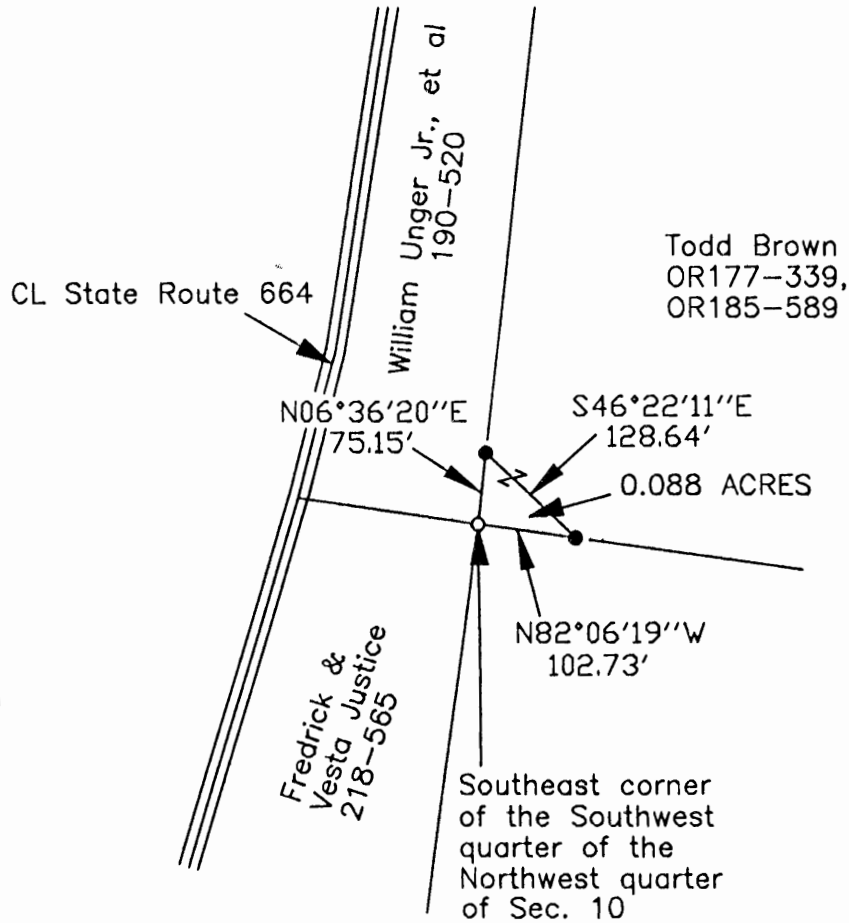 William Unger Jr., et al
190-520
Todd Brown
OR177-339,
OR185-589
CL State Route 664
N06°36'20''E
75.15'
S46°22'11''E
128.64'
0.088 ACRES
N82°06'19''W
102.73'
Fredrick &
Vesta Justice
218-565
Southeast corner
of the Southwest
quarter of the
Northwest quarter
of Sec. 10